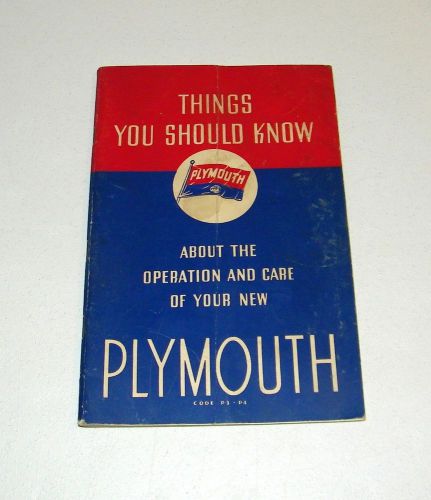 THINGS
YOU SHOULD KNOW
PLYMOUTH
ABOUT THE
OPERATION AND CARE
OF YOUR NEW
PLYMOUTH
CODE P3-P4